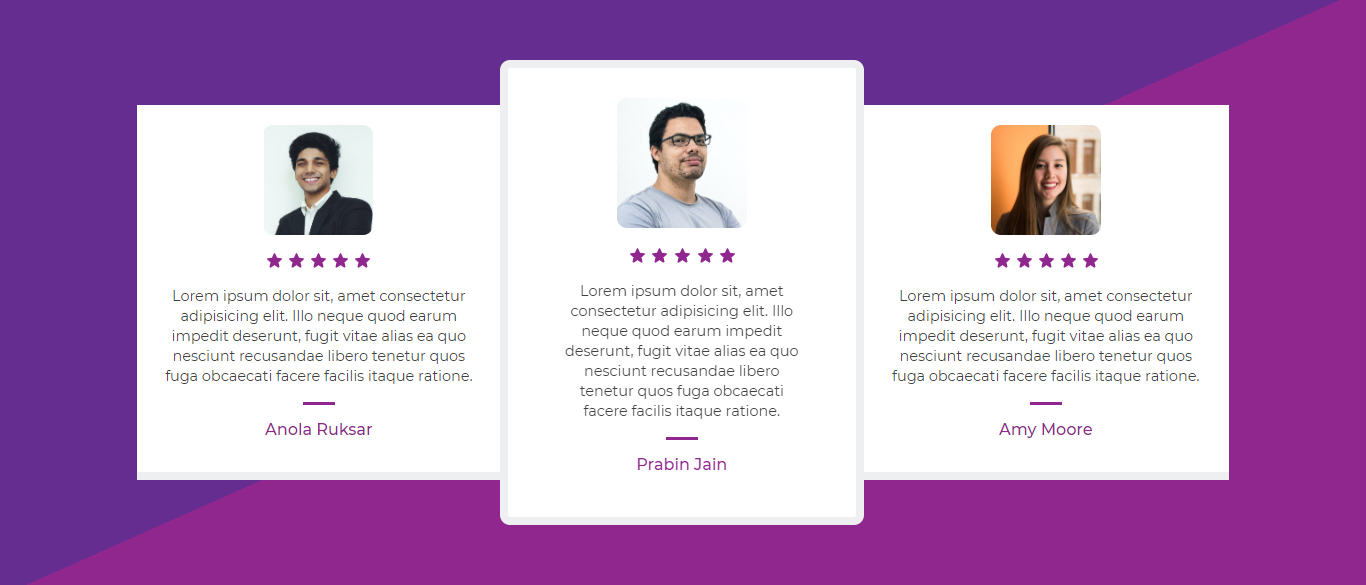 Lorem ipsum dolor sit, amet consectetur
adipisicing elit. Illo neque quod earum
impedit deserunt, fugit vitae alias ea quo
nesciunt recusandae libero tenetur quos
fuga obcaecati facere facilis itaque ratione.
Anola Ruksar
Lorem ipsum dolor sit, amet
consectetur adipisicing elit. Illo
neque quod earum impedit
deserunt, fugit vitae alias ea quo
nesciunt recusandae libero
tenetur quos fuga obcaecati
facere facilis itaque ratione.
Prabin Jain
Lorem ipsum dolor sit, amet consectetur
adipisicing elit. Illo neque quod earum
impedit deserunt, fugit vitae alias ea quo
nesciunt recusandae libero tenetur quos
fuga obcaecati facere facilis itaque ratione.
Amy Moore